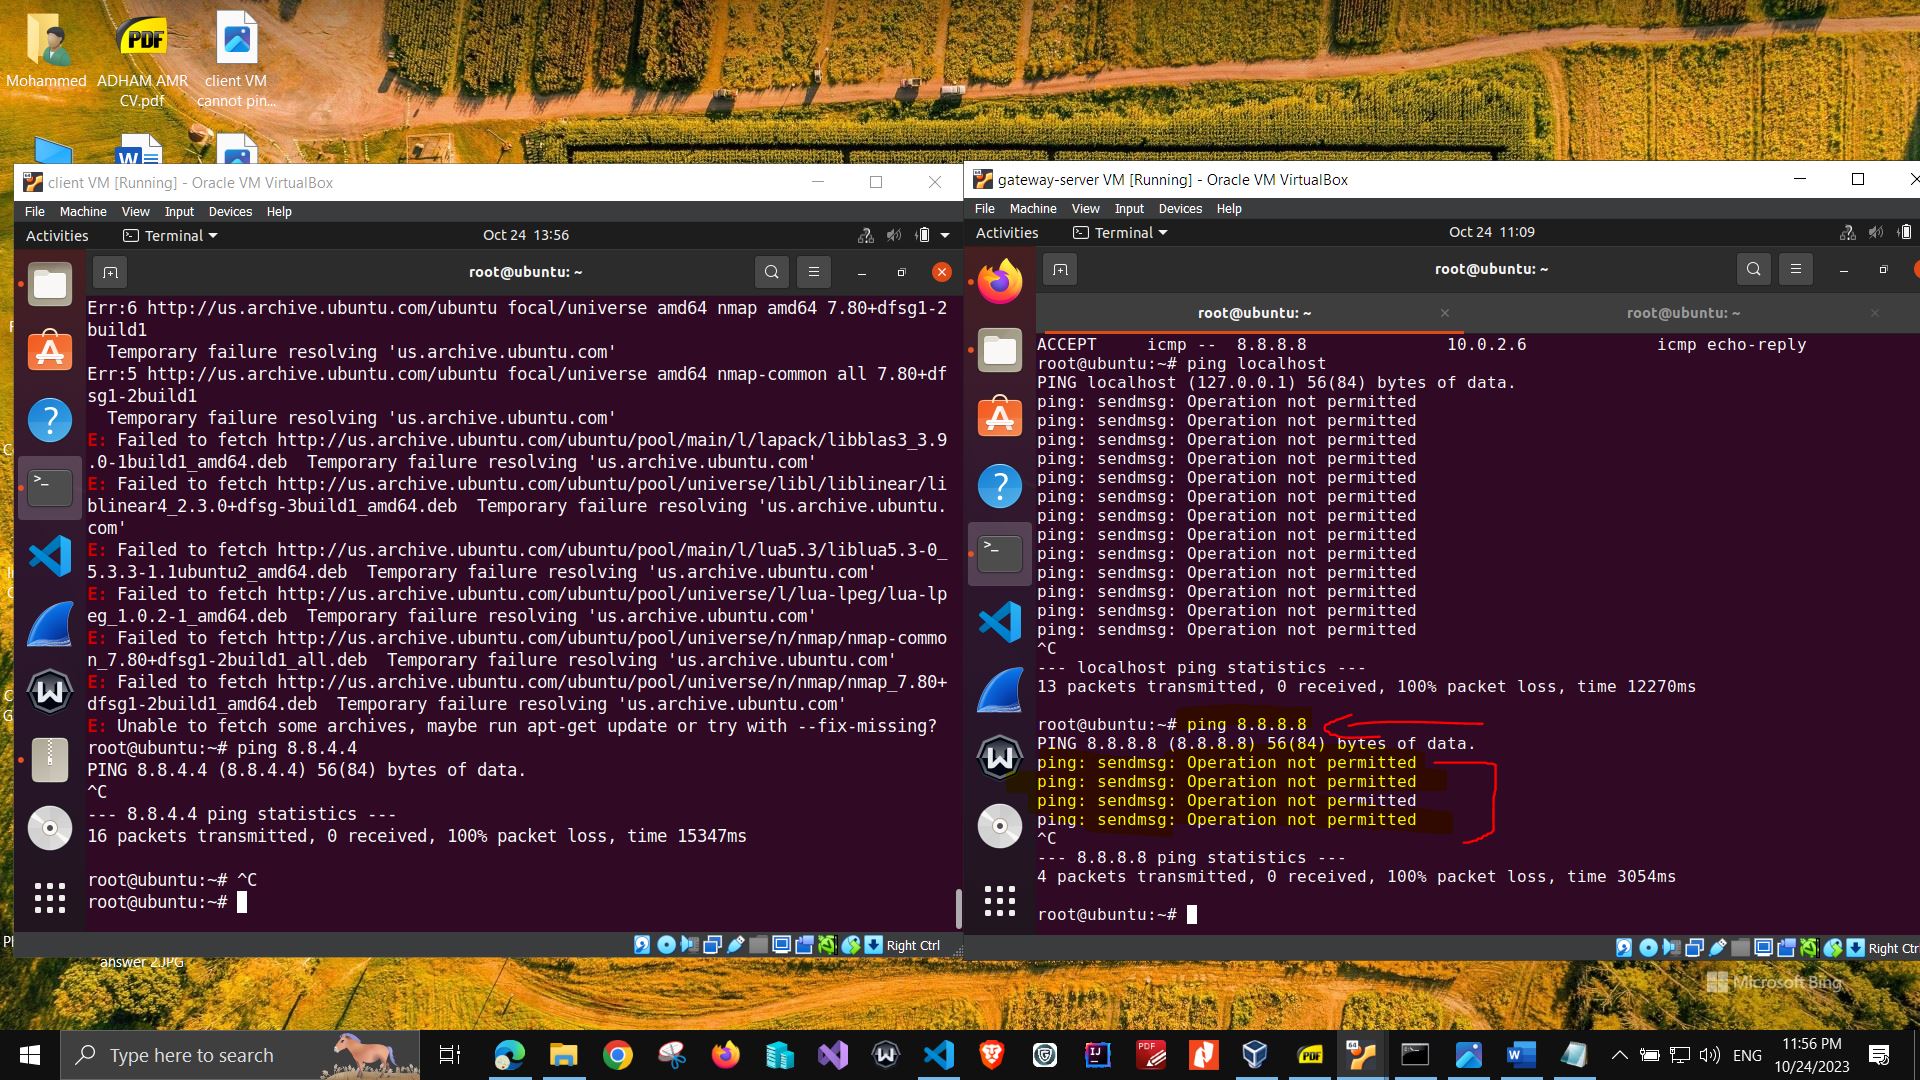 Mohammed
ADHAM AMR CV.pdf
client VM cannot pin...
client VM [Running] - Oracle VM VirtualBox
File Machine View Input Devices Help
Activities Terminal Oct 24 13:56
root@ubuntu: ~
Err:6 http://us.archive.ubuntu.com/ubuntu focal/universe amd64 nmap amd64 7.80+dfsg1-2
build1
  Temporary failure resolving 'us.archive.ubuntu.com'
Err:5 http://us.archive.ubuntu.com/ubuntu focal/universe amd64 nmap-common all 7.80+df
sg1-2build1
  Temporary failure resolving 'us.archive.ubuntu.com'
E: Failed to fetch http://us.archive.ubuntu.com/ubuntu/pool/main/l/lapack/libblas3_3.9
.0-1build1_amd64.deb  Temporary failure resolving 'us.archive.ubuntu.com'
E: Failed to fetch http://us.archive.ubuntu.com/ubuntu/pool/universe/libl/liblinear/li
blinear4_2.3.0+dfsg-3build1_amd64.deb  Temporary failure resolving 'us.archive.ubuntu.
com'
E: Failed to fetch http://us.archive.ubuntu.com/ubuntu/pool/main/l/lua5.3/liblua5.3-0_
5.3.3-1.1ubuntu2_amd64.deb  Temporary failure resolving 'us.archive.ubuntu.com'
E: Failed to fetch http://us.archive.ubuntu.com/ubuntu/pool/universe/l/lua-lpeg/lua-lp
eg_1.0.2-1_amd64.deb  Temporary failure resolving 'us.archive.ubuntu.com'
E: Failed to fetch http://us.archive.ubuntu.com/ubuntu/pool/universe/n/nmap/nmap-commo
n_7.80+dfsg1-2build1_all.deb  Temporary failure resolving 'us.archive.ubuntu.com'
E: Failed to fetch http://us.archive.ubuntu.com/ubuntu/pool/universe/n/nmap/nmap_7.80+
dfsg1-2build1_amd64.deb  Temporary failure resolving 'us.archive.ubuntu.com'
E: Unable to fetch some archives, maybe run apt-get update or try with --fix-missing?
root@ubuntu:~# ping 8.8.4.4
PING 8.8.4.4 (8.8.4.4) 56(84) bytes of data.
^C
--- 8.8.4.4 ping statistics ---
16 packets transmitted, 0 received, 100% packet loss, time 15347ms
root@ubuntu:~# ^C
root@ubuntu:~#
Right Ctrl
gateway-server VM [Running] - Oracle VM VirtualBox
File Machine View Input Devices Help
Activities Terminal Oct 24 11:09
root@ubuntu: ~
root@ubuntu: ~ root@ubuntu: ~
ACCEPT     icmp --  8.8.8.8              10.0.2.6             icmp echo-reply
root@ubuntu:~# ping localhost
PING localhost (127.0.0.1) 56(84) bytes of data.
ping: sendmsg: Operation not permitted
ping: sendmsg: Operation not permitted
ping: sendmsg: Operation not permitted
ping: sendmsg: Operation not permitted
ping: sendmsg: Operation not permitted
ping: sendmsg: Operation not permitted
ping: sendmsg: Operation not permitted
ping: sendmsg: Operation not permitted
ping: sendmsg: Operation not permitted
ping: sendmsg: Operation not permitted
ping: sendmsg: Operation not permitted
ping: sendmsg: Operation not permitted
ping: sendmsg: Operation not permitted
^C
--- localhost ping statistics ---
13 packets transmitted, 0 received, 100% packet loss, time 12270ms
root@ubuntu:~# ping 8.8.8.8
PING 8.8.8.8 (8.8.8.8) 56(84) bytes of data.
ping: sendmsg: Operation not permitted
ping: sendmsg: Operation not permitted
ping: sendmsg: Operation not permitted
ping: sendmsg: Operation not permitted
^C
--- 8.8.8.8 ping statistics ---
4 packets transmitted, 0 received, 100% packet loss, time 3054ms
root@ubuntu:~#
Right Ctr
answer 2JPG
Microsoft Bing
Type here to search
ENG
11:56 PM
10/24/2023